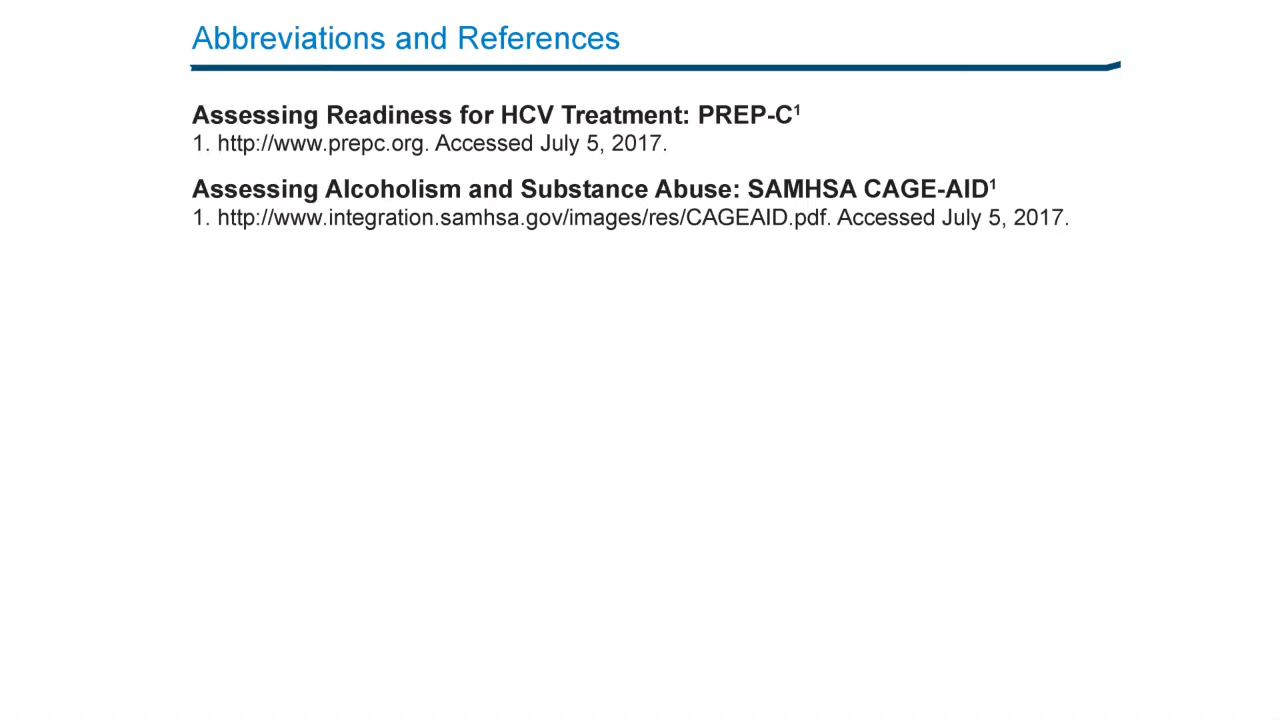 Abbreviations and References
Assessing Readiness for HCV Treatment: PREP-C¹
1. http://www.prepc.org. Accessed July 5, 2017.
Assessing Alcoholism and Substance Abuse: SAMHSA CAGE-AID¹
1. http://www.integration.samhsa.gov/images/res/CAGEAID.pdf. Accessed July 5, 2017.